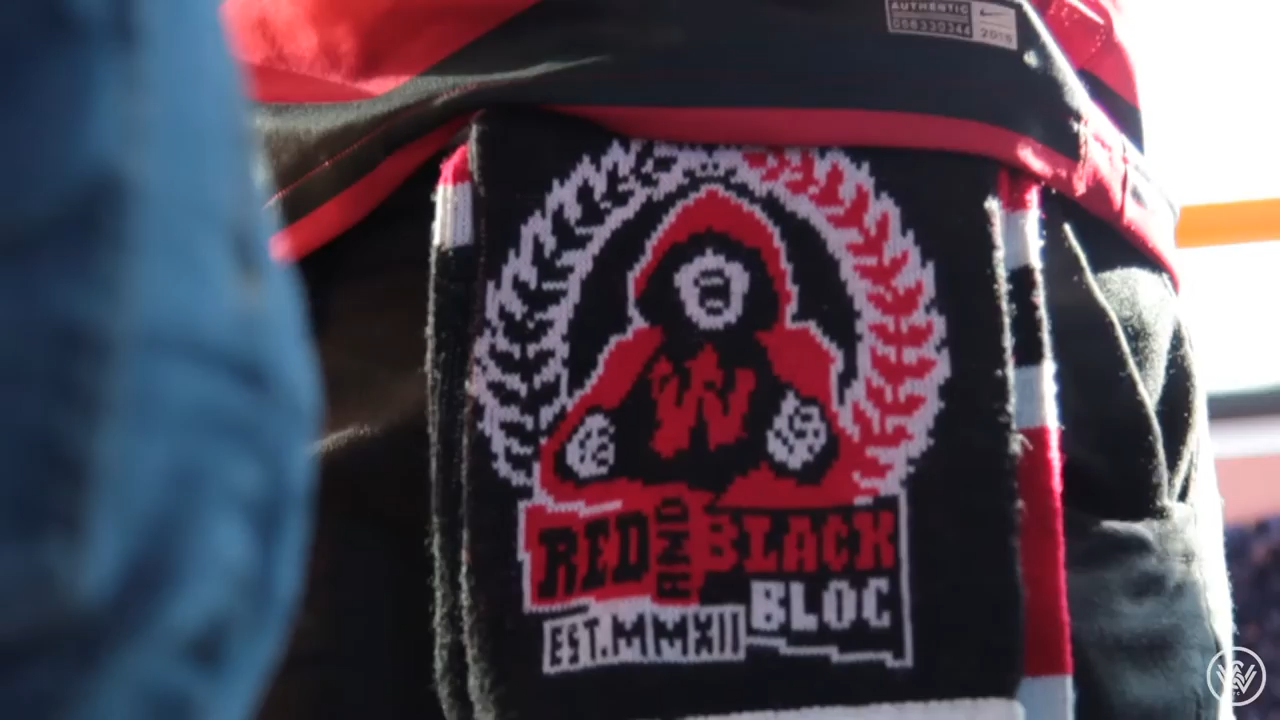 AUTHENTIC
2019
W
RED AND BLACK
BLOC
EST.MMXII